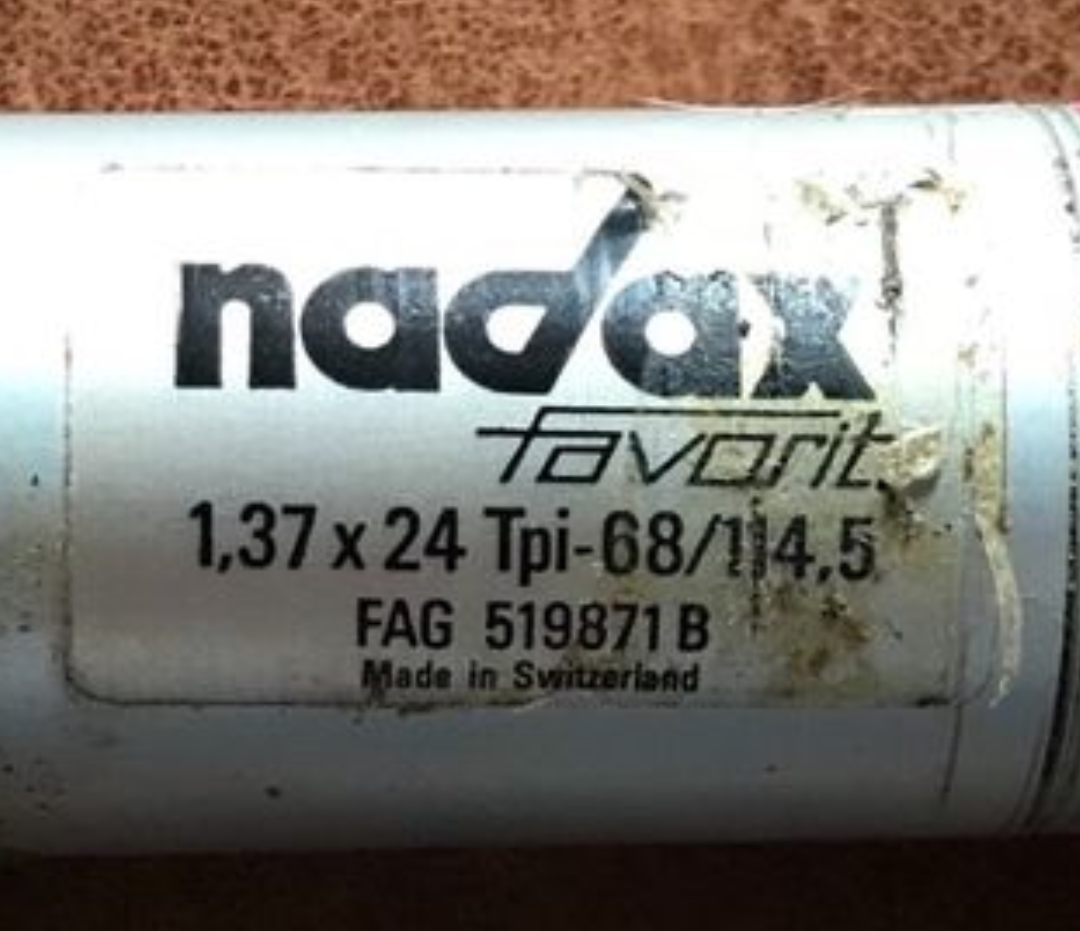 nadax
favorit
1,37 x 24 Tpi-68/114,5
FAG 519871 B
Made in Switzerland